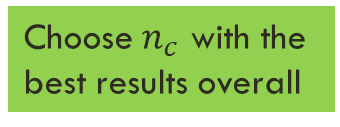 Choose n_c with the
best results overall